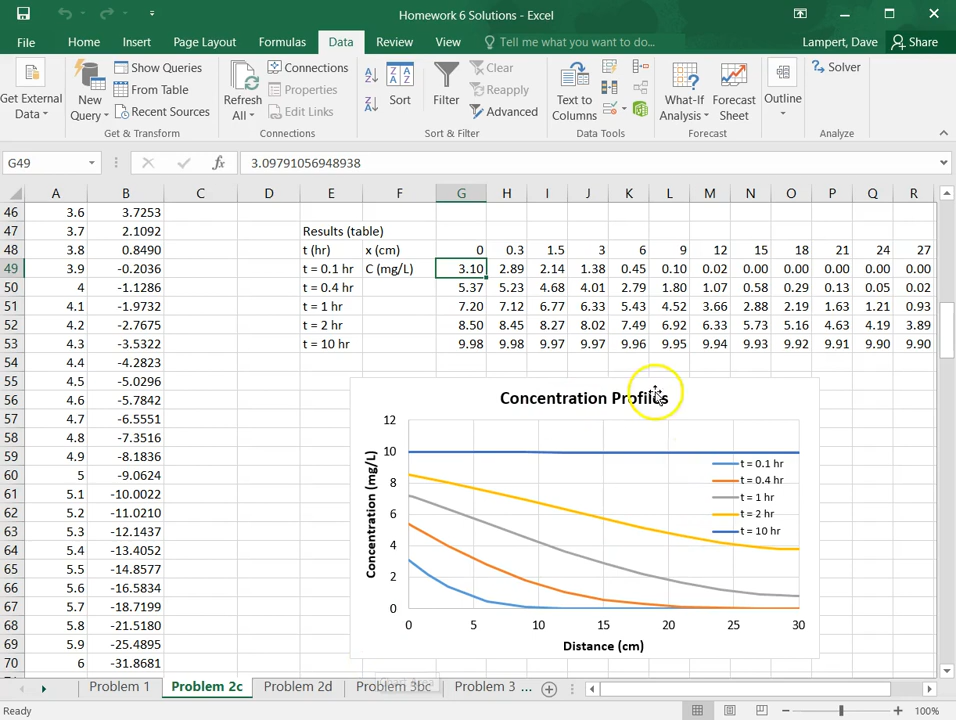 Homework 6 Solutions - Excel
File Home Insert Page Layout Formulas Data Review View Tell me what you want to do... Lampert, Dave Share
Get External Data
New Query
Show Queries
From Table
Recent Sources
Get & Transform
Refresh All
Connections
Properties
Edit Links
Connections
Sort
Filter
Clear
Reapply
Advanced
Sort & Filter
Text to Columns
Data Tools
What-If Analysis
Forecast Sheet
Forecast
Outline
Solver
Analyze
G49 fx 3.09791056948938
A B C D E F G H I J K L M N O P Q R
46 3.6 3.7253
47 3.7 2.1092 Results (table)
48 3.8 0.8490 t (hr) x (cm) 0 0.3 1.5 3 6 9 12 15 18 21 24 27
49 3.9 -0.2036 t = 0.1 hr C (mg/L) 3.10 2.89 2.14 1.38 0.45 0.10 0.02 0.00 0.00 0.00 0.00 0.00
50 4 -1.1286 t = 0.4 hr 5.37 5.23 4.68 4.01 2.79 1.80 1.07 0.58 0.29 0.13 0.05 0.02
51 4.1 -1.9732 t = 1 hr 7.20 7.12 6.77 6.33 5.43 4.52 3.66 2.88 2.19 1.63 1.21 0.93
52 4.2 -2.7675 t = 2 hr 8.50 8.45 8.27 8.02 7.49 6.92 6.33 5.73 5.16 4.63 4.19 3.89
53 4.3 -3.5322 t = 10 hr 9.98 9.98 9.97 9.97 9.96 9.95 9.94 9.93 9.92 9.91 9.90 9.90
54 4.4 -4.2823
55 4.5 -5.0296
56 4.6 -5.7842
57 4.7 -6.5551
58 4.8 -7.3516
59 4.9 -8.1836
60 5 -9.0624
61 5.1 -10.0022
62 5.2 -11.0210
63 5.3 -12.1437
64 5.4 -13.4052
65 5.5 -14.8577
66 5.6 -16.5834
67 5.7 -18.7199
68 5.8 -21.5180
69 5.9 -25.4895
70 6 -31.8681
Concentration Profiles
Concentration (mg/L)
12
10
8
6
4
2
0
t = 0.1 hr
t = 0.4 hr
t = 1 hr
t = 2 hr
t = 10 hr
0 5 10 15 20 25 30
Distance (cm)
Problem 1 Problem 2c Problem 2d Problem 3bc Problem 3 ...
Ready 100%